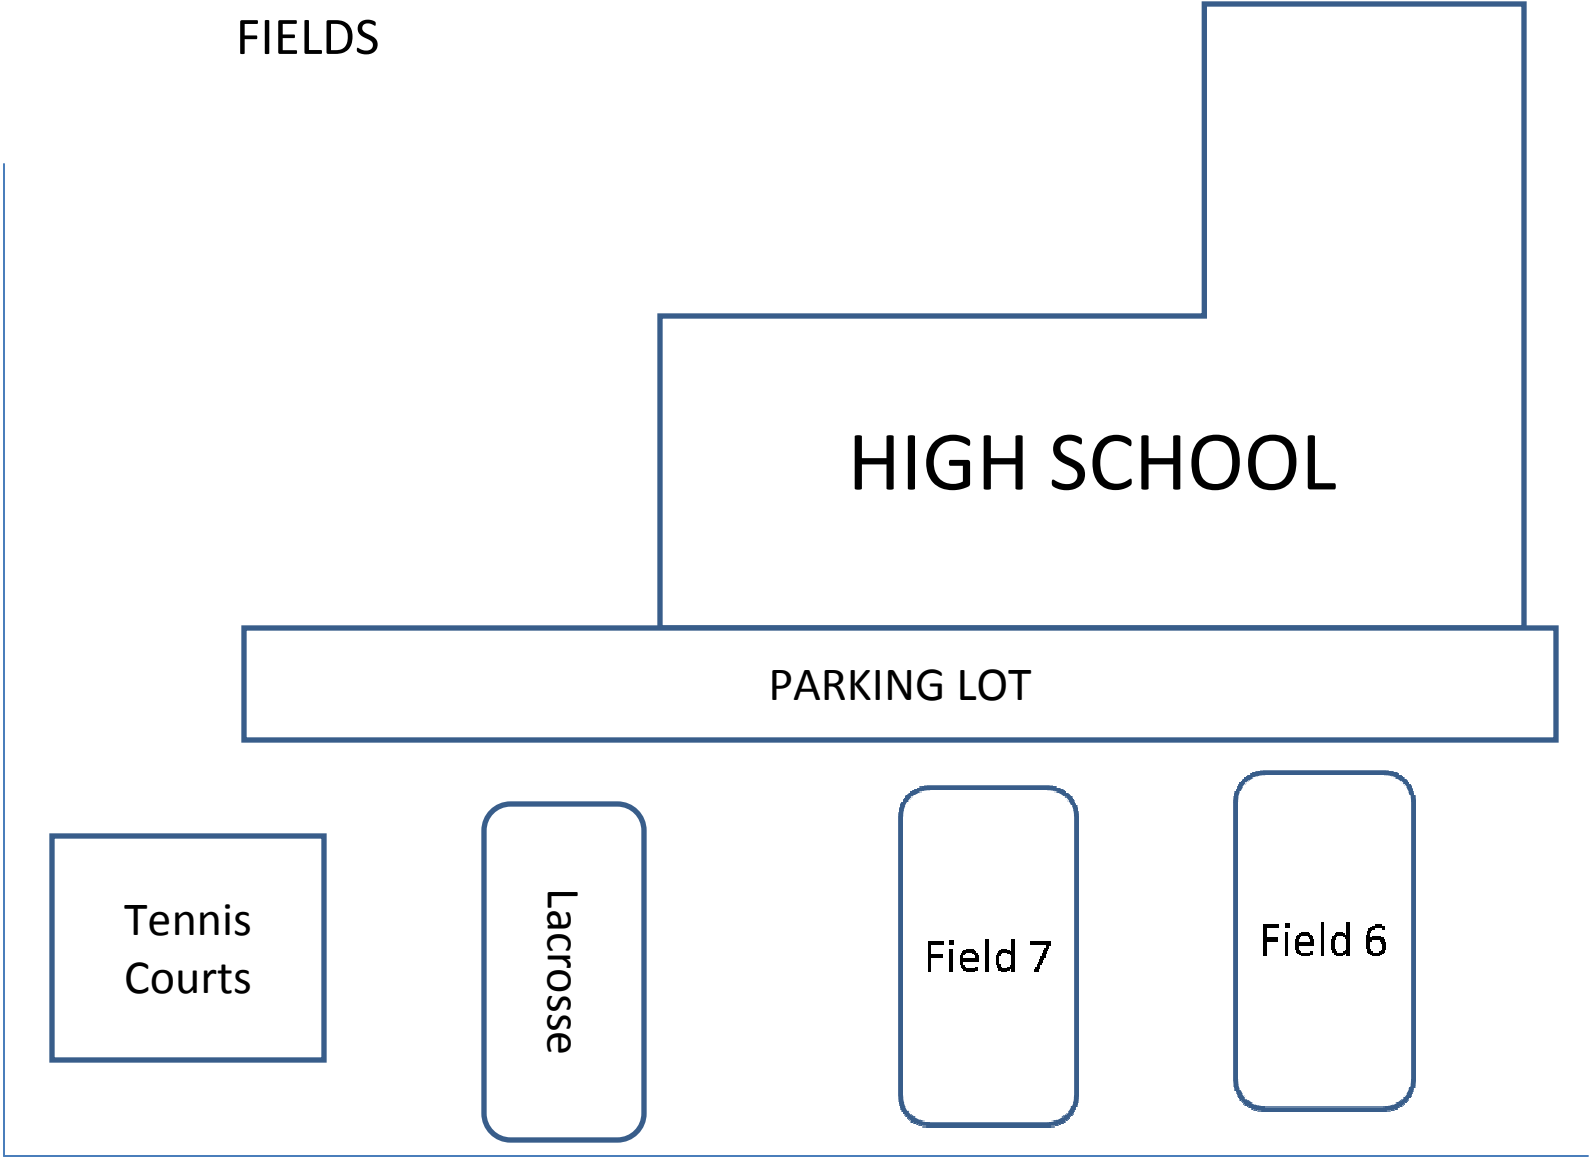 FIELDS
HIGH SCHOOL
PARKING LOT
Tennis
Courts
Lacrosse
Field 7
Field 6